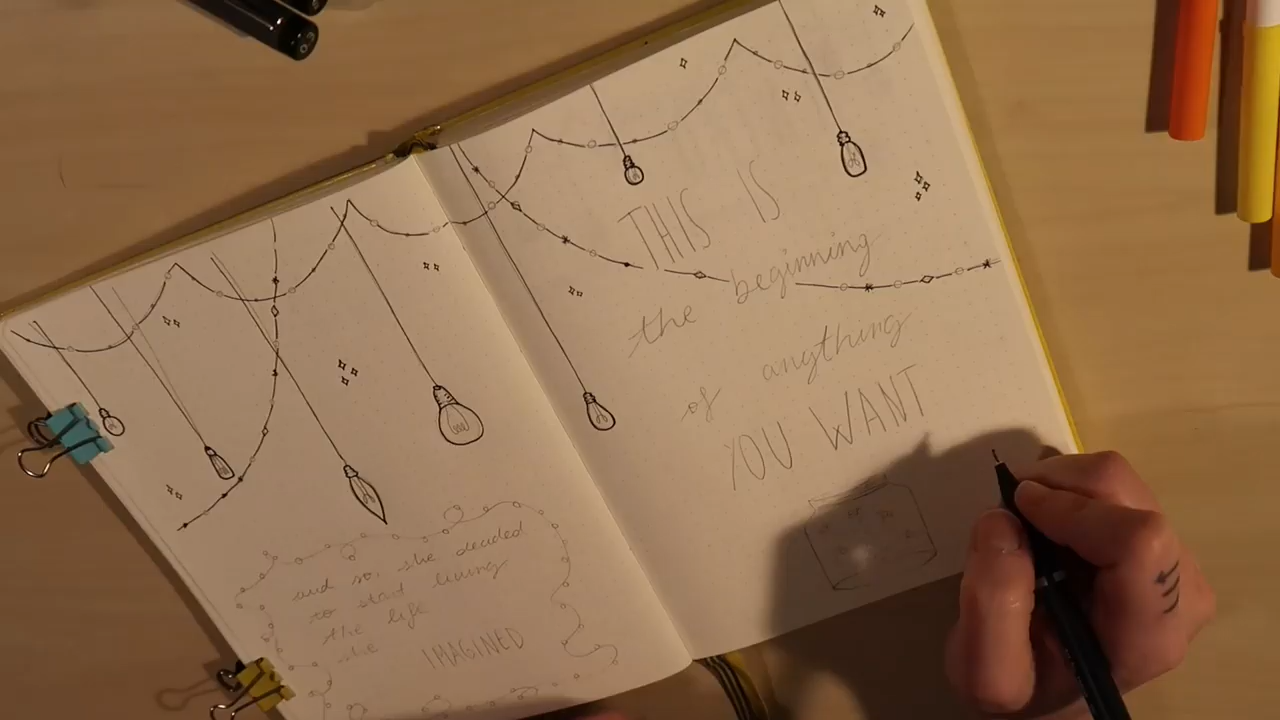 and so, she decided
to start living
the life
she IMAGINED
THIS IS
the beginning
of anything
YOU WANT